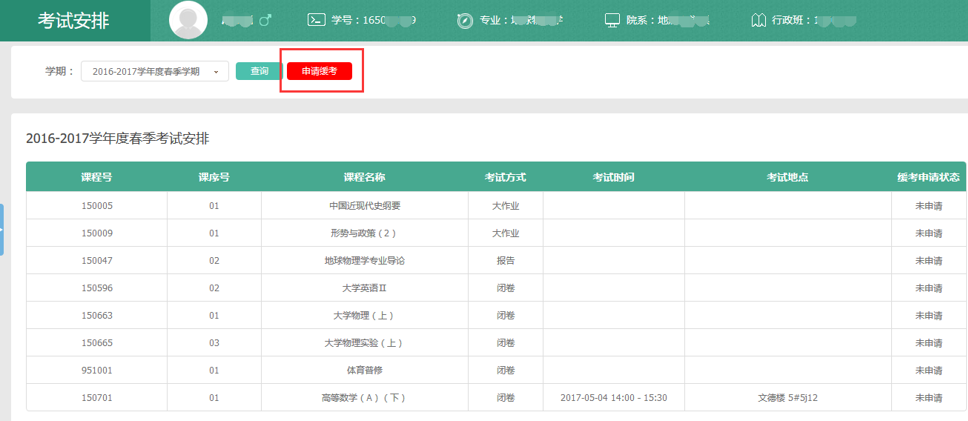 考试安排
学号：1650 9
专业：
院系：地
行政班：1
学期：
2016-2017学年度春季学期
查询
申请缓考
2016-2017学年度春季考试安排
课程号 课序号 课程名称 考试方式 考试时间 考试地点 缓考申请状态
150005 01 中国近现代史纲要 大作业 未申请
150009 01 形势与政策（2） 大作业 未申请
150047 02 地球物理学专业导论 报告 未申请
150596 02 大学英语Ⅱ 闭卷 未申请
150663 01 大学物理（上） 闭卷 未申请
150665 03 大学物理实验（上） 闭卷 未申请
951001 01 体育普修 闭卷 未申请
150701 01 高等数学（A）（下） 闭卷 2017-05-04 14:00 - 15:30 文德楼 5#5J12 未申请